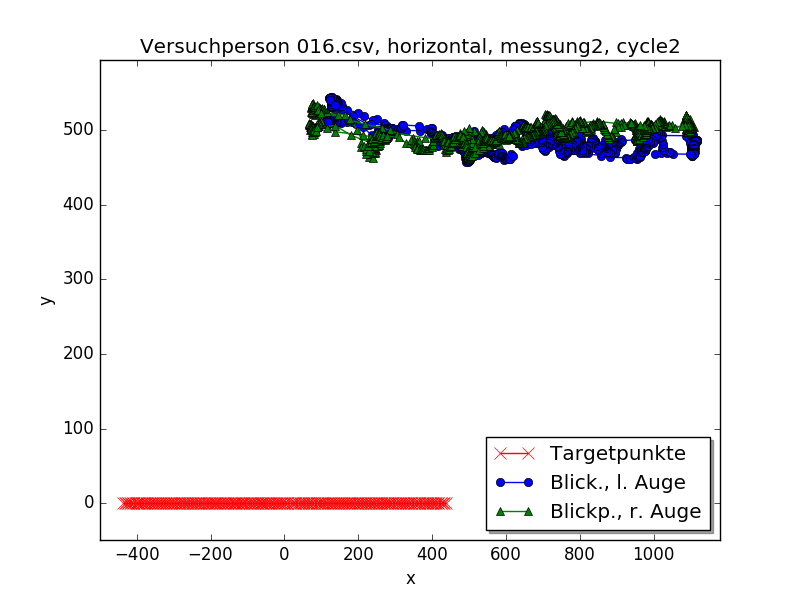 Versuchperson 016.csv, horizontal, messung2, cycle2
y
500
400
300
200
100
0
Targetpunkte
Blick., l. Auge
Blickp., r. Auge
−400 −200 0 200 400 600 800 1000
x